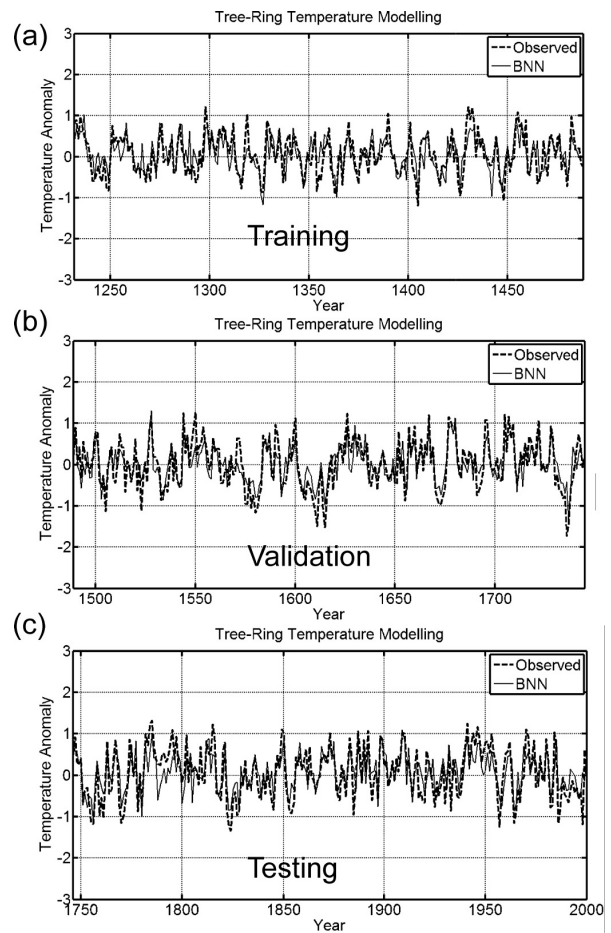 (a)
Tree-Ring Temperature Modelling
3
2
1
0
-1
-2
-3
Temperature Anomaly
Observed
BNN
Training
1250 1300 1350 1400 1450
Year
(b)
Tree-Ring Temperature Modelling
3
2
1
0
-1
-2
-3
Temperature Anomaly
Observed
BNN
Validation
1500 1550 1600 1650 1700
Year
(c)
Tree-Ring Temperature Modelling
3
2
1
0
-1
-2
-3
Temperature Anomaly
Observed
BNN
Testing
1750 1800 1850 1900 1950 2000
Year